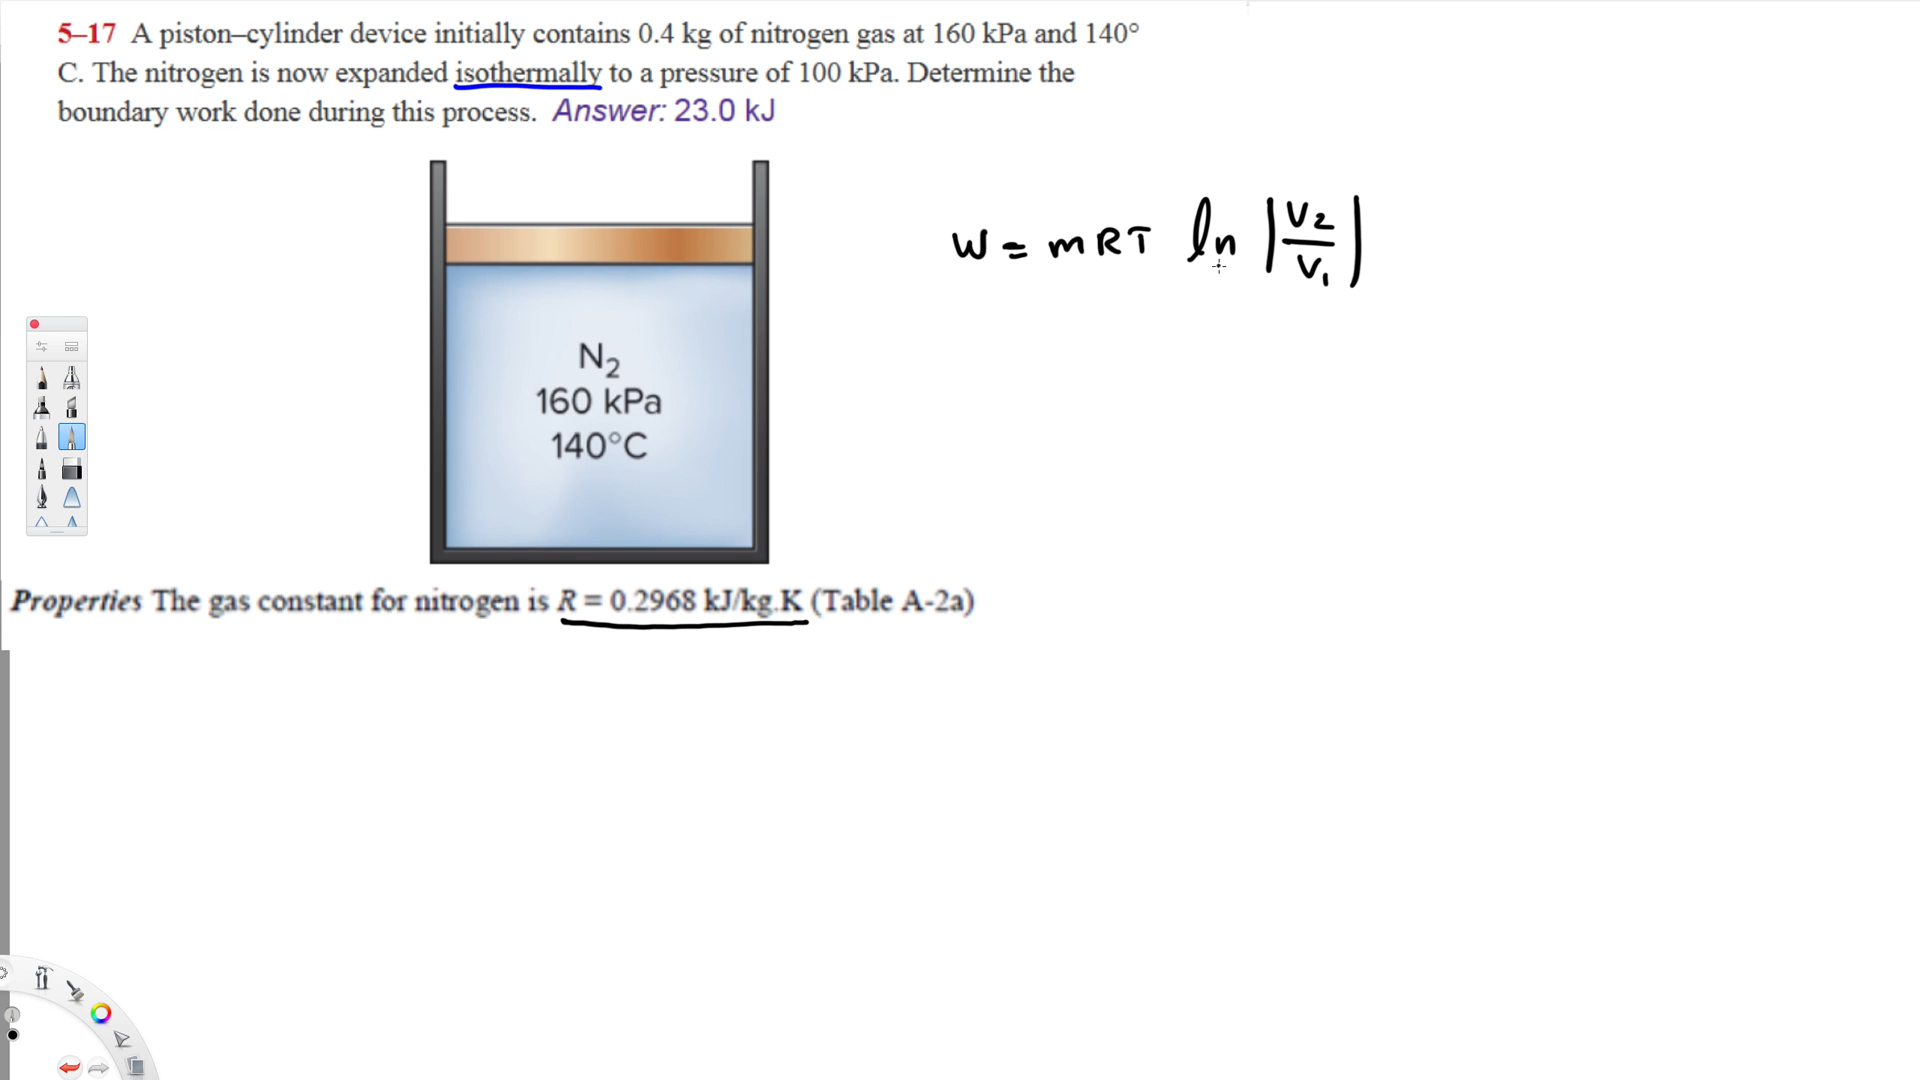 5–17 A piston–cylinder device initially contains 0.4 kg of nitrogen gas at 160 kPa and 140°
C. The nitrogen is now expanded isothermally to a pressure of 100 kPa. Determine the
boundary work done during this process. Answer: 23.0 kJ
W = mRT ln |V2/V1|
N2
160 kPa
140°C
Properties The gas constant for nitrogen is R = 0.2968 kJ/kg.K (Table A-2a)